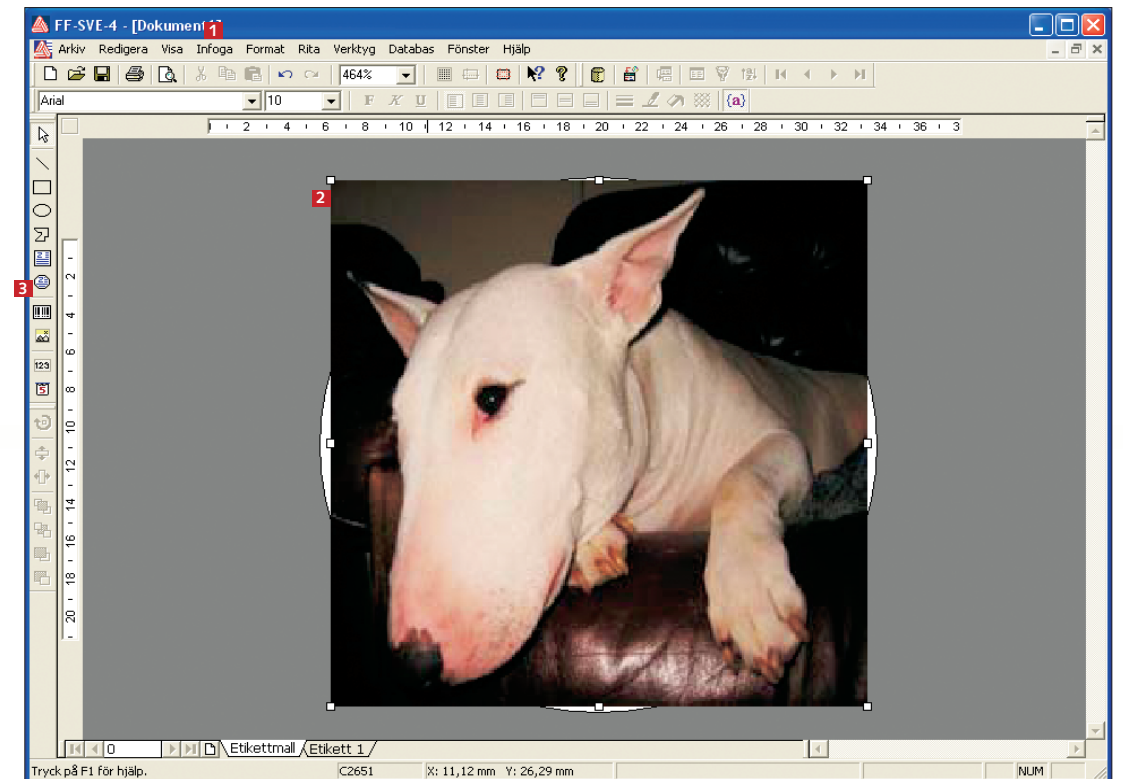 FF-SVE-4 - [Dokument1]
1
Arkiv Redigera Visa Infoga Format Rita Verktyg Databas Fönster Hjälp
464%
Arial 10 F K U {a}
2 4 6 8 10 12 14 16 18 20 22 24 26 28 30 32 34 36 3
2
3
123
5
2 4 6 8 10 12 14 16 18 20
0 Etikettmall Etikett 1
Tryck på F1 för hjälp. C2651 X: 11,12 mm Y: 26,29 mm NUM